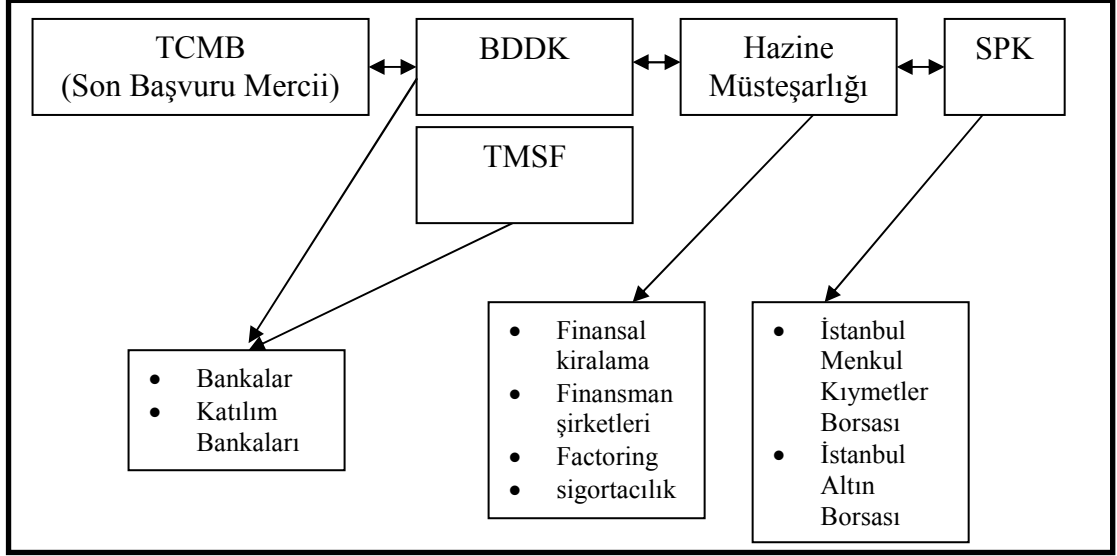 TCMB
(Son Başvuru Mercii)
BDDK
Hazine
Müsteşarlığı
SPK
TMSF
• Bankalar
• Katılım
Bankaları
• Finansal
kiralama
• Finansman
şirketleri
• Factoring
• sigortacılık
• İstanbul
Menkul
Kıymetler
Borsası
• İstanbul
Altın
Borsası